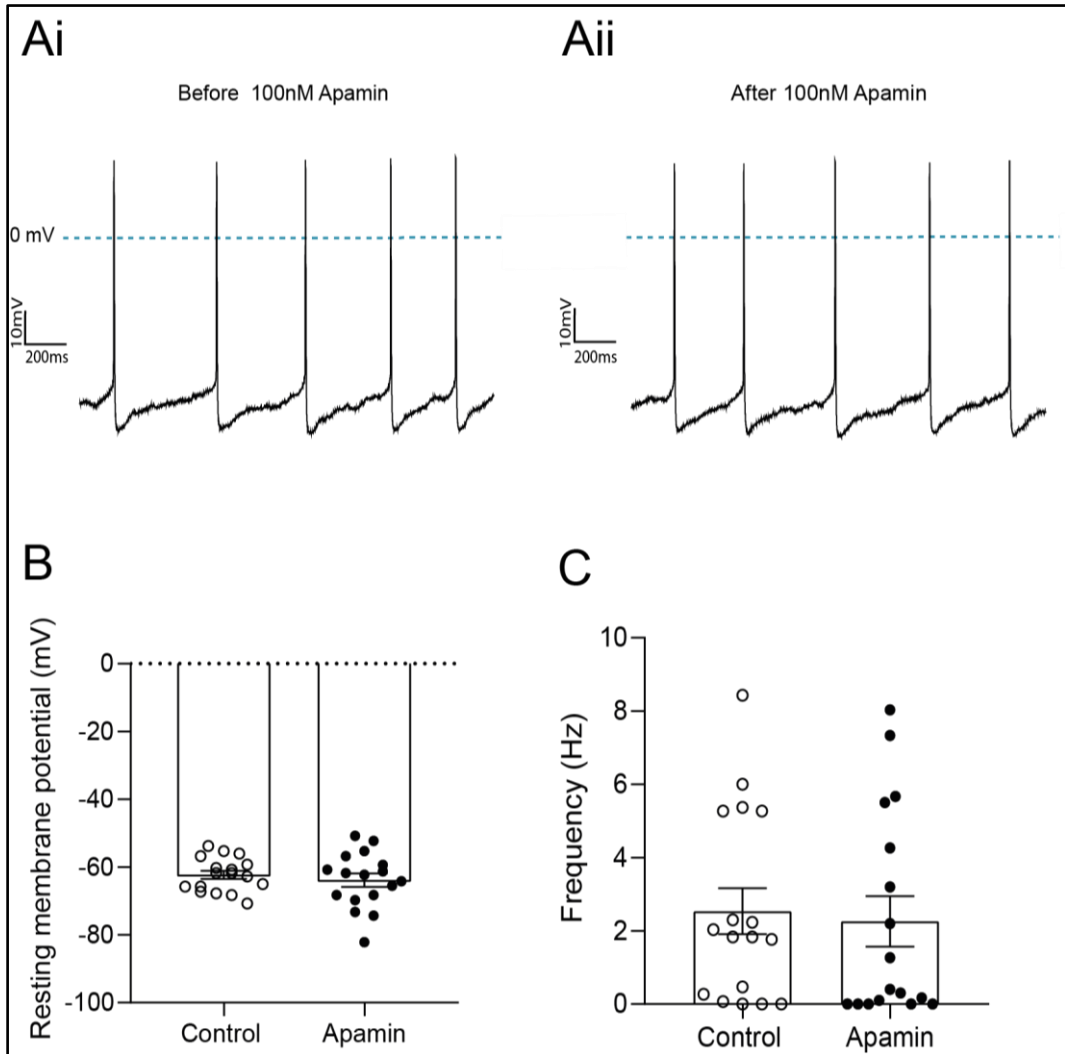 Ai
Aii
Before 100nM Apamin
After 100nM Apamin
0 mV
10mV
200ms
10mV
200ms
B
C
Resting membrane potential (mV)
0
-20
-40
-60
-80
-100
Control
Apamin
Frequency (Hz)
10
8
6
4
2
0
Control
Apamin